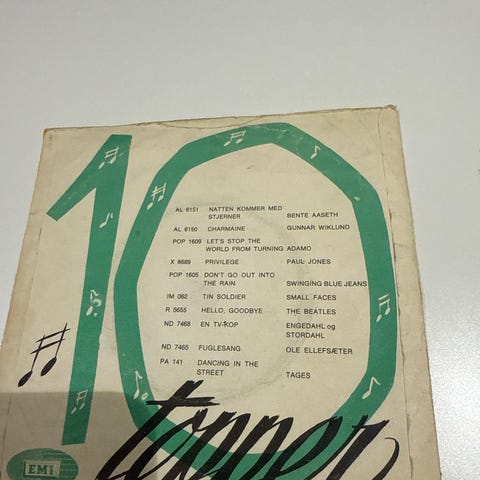 10
AL 6151 NATTEN KOMMER MED
STJERNER BENTE AASETH
AL 6150 CHARMAINE GUNNAR WIKLUND
POP 1609 LET'S STOP THE
WORLD FROM TURNING ADAMO
X 8689 PRIVILEGE PAUL JONES
POP 1605 DON'T GO OUT INTO
THE RAIN SWINGING BLUE JEANS
IM 062 TIN SOLDIER SMALL FACES
R 5655 HELLO, GOODBYE THE BEATLES
ND 7468 EN TV-KOP ENGEDAHL og
STORDAHL
ND 7465 FUGLESANG OLE ELLEFSÆTER
PA 141 DANCING IN THE
STREET TAGES
topper
EMI